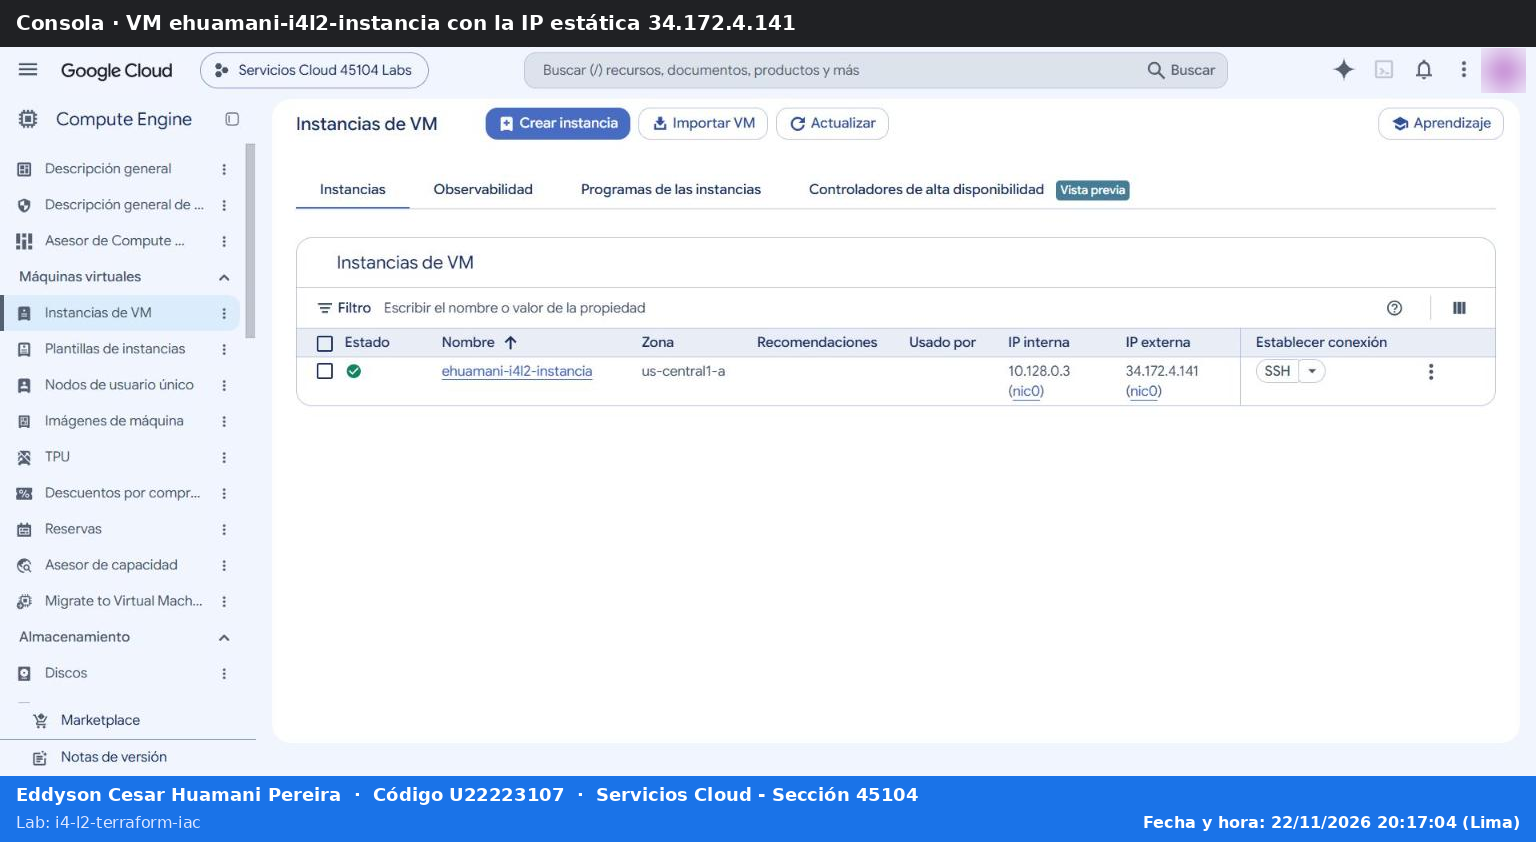 Consola · VM ehuamani-i4l2-instancia con la IP estática 34.172.4.141
Google Cloud
Servicios Cloud 45104 Labs
Buscar (/) recursos, documentos, productos y más
Buscar
Compute Engine
Descripción general
Descripción general de ...
Asesor de Compute ...
Máquinas virtuales
Instancias de VM
Plantillas de instancias
Nodos de usuario único
Imágenes de máquina
TPU
Descuentos por compr...
Reservas
Asesor de capacidad
Migrate to Virtual Mach...
Almacenamiento
Discos
Marketplace
Notas de versión
Instancias de VM
Crear instancia
Importar VM
Actualizar
Aprendizaje
Instancias
Observabilidad
Programas de las instancias
Controladores de alta disponibilidad
Vista previa
Instancias de VM
Filtro Escribir el nombre o valor de la propiedad
Estado Nombre Zona Recomendaciones Usado por IP interna IP externa Establecer conexión
ehuamani-i4l2-instancia us-central1-a 10.128.0.3 34.172.4.141 SSH
(nic0) (nic0)
Eddyson Cesar Huamani Pereira · Código U22223107 · Servicios Cloud - Sección 45104
Lab: i4-l2-terraform-iac
Fecha y hora: 22/11/2026 20:17:04 (Lima)